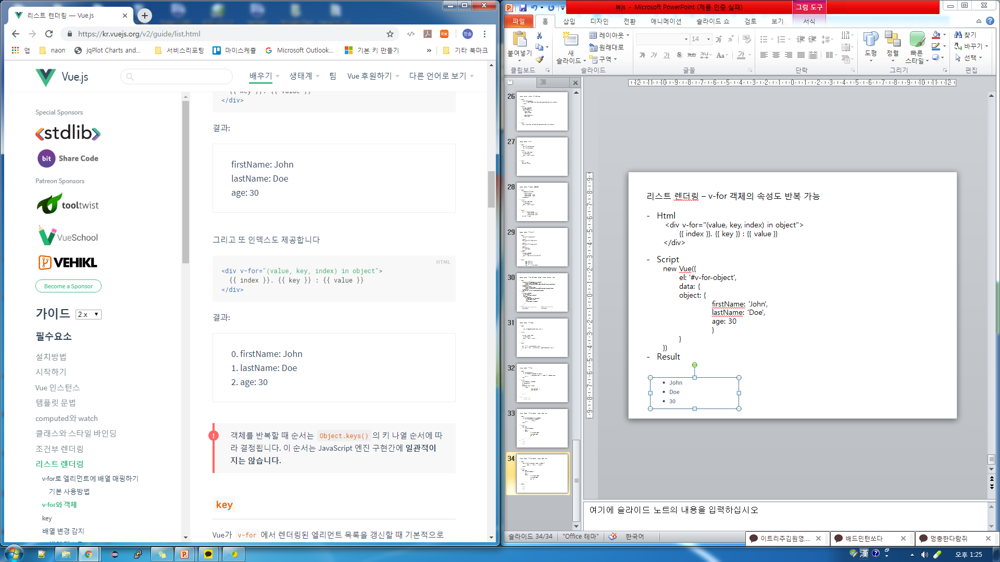 리스트 렌더링 — Vue.js
https://kr.vuejs.org/v2/guide/list.html
앱
naon
jqPlot Charts and...
서비스리포팅
마이스케쥴
Microsoft Outlook...
기본 키 만들기
»
기타 북마크
Vue.js
배우기
생태계
팀
Vue 후원하기
다른 언어로 보기
Special Sponsors
<stdlib>
bit Share Code
Patreon Sponsors
tooltwist
VueSchool
VEHIKL
Become a Sponsor
가이드 2.x
필수요소
설치방법
시작하기
Vue 인스턴스
템플릿 문법
computed와 watch
클래스와 스타일 바인딩
조건부 렌더링
리스트 렌더링
v-for로 엘리먼트에 배열 매핑하기
기본 사용방법
v-for와 객체
key
배열 변경 감지
{{ key }}: {{ value }}
</div>
결과:
firstName: John
lastName: Doe
age: 30
그리고 또 인덱스도 제공합니다
HTML
<div v-for="(value, key, index) in object">
{{ index }}. {{ key }} : {{ value }}
</div>
결과:
0. firstName: John
1. lastName: Doe
2. age: 30
!
객체를 반복할 때 순서는 Object.keys() 의 키 나열 순서에 따
라 결정됩니다. 이 순서는 JavaScript 엔진 구현간에 일관적이
지는 않습니다.
key
Vue가 v-for 에서 렌더링된 엘리먼트 목록을 갱신할 때 기본적으로
뷰js - Microsoft PowerPoint (제품 인증 실패)
그림 도구
파일
홈
삽입
디자인
전환
애니메이션
슬라이드 쇼
검토
보기
서식
붙여넣기
클립보드
새
슬라이드
레이아웃
원래대로
구역
슬라이드
14
글꼴
단락
도형
정렬
빠른
스타일
그리기
찾기
바꾸기
선택
편집
26
27
28
29
30
31
32
33
34
리스트 렌더링 – v-for 객체의 속성도 반복 가능
- Html
<div v-for="(value, key, index) in object">
{{ index }}. {{ key }} : {{ value }}
</div>
- Script
new Vue({
el: '#v-for-object',
data: {
object: {
firstName: 'John',
lastName: 'Doe',
age: 30
}
}
})
- Result
• John
• Doe
• 30
여기에 슬라이드 노트의 내용을 입력하십시오
슬라이드 34/34
"Office 테마"
한국어
이트리주김원영,...
배드민턴쏘다
멍충한다람쥐
漢
오후 1:25